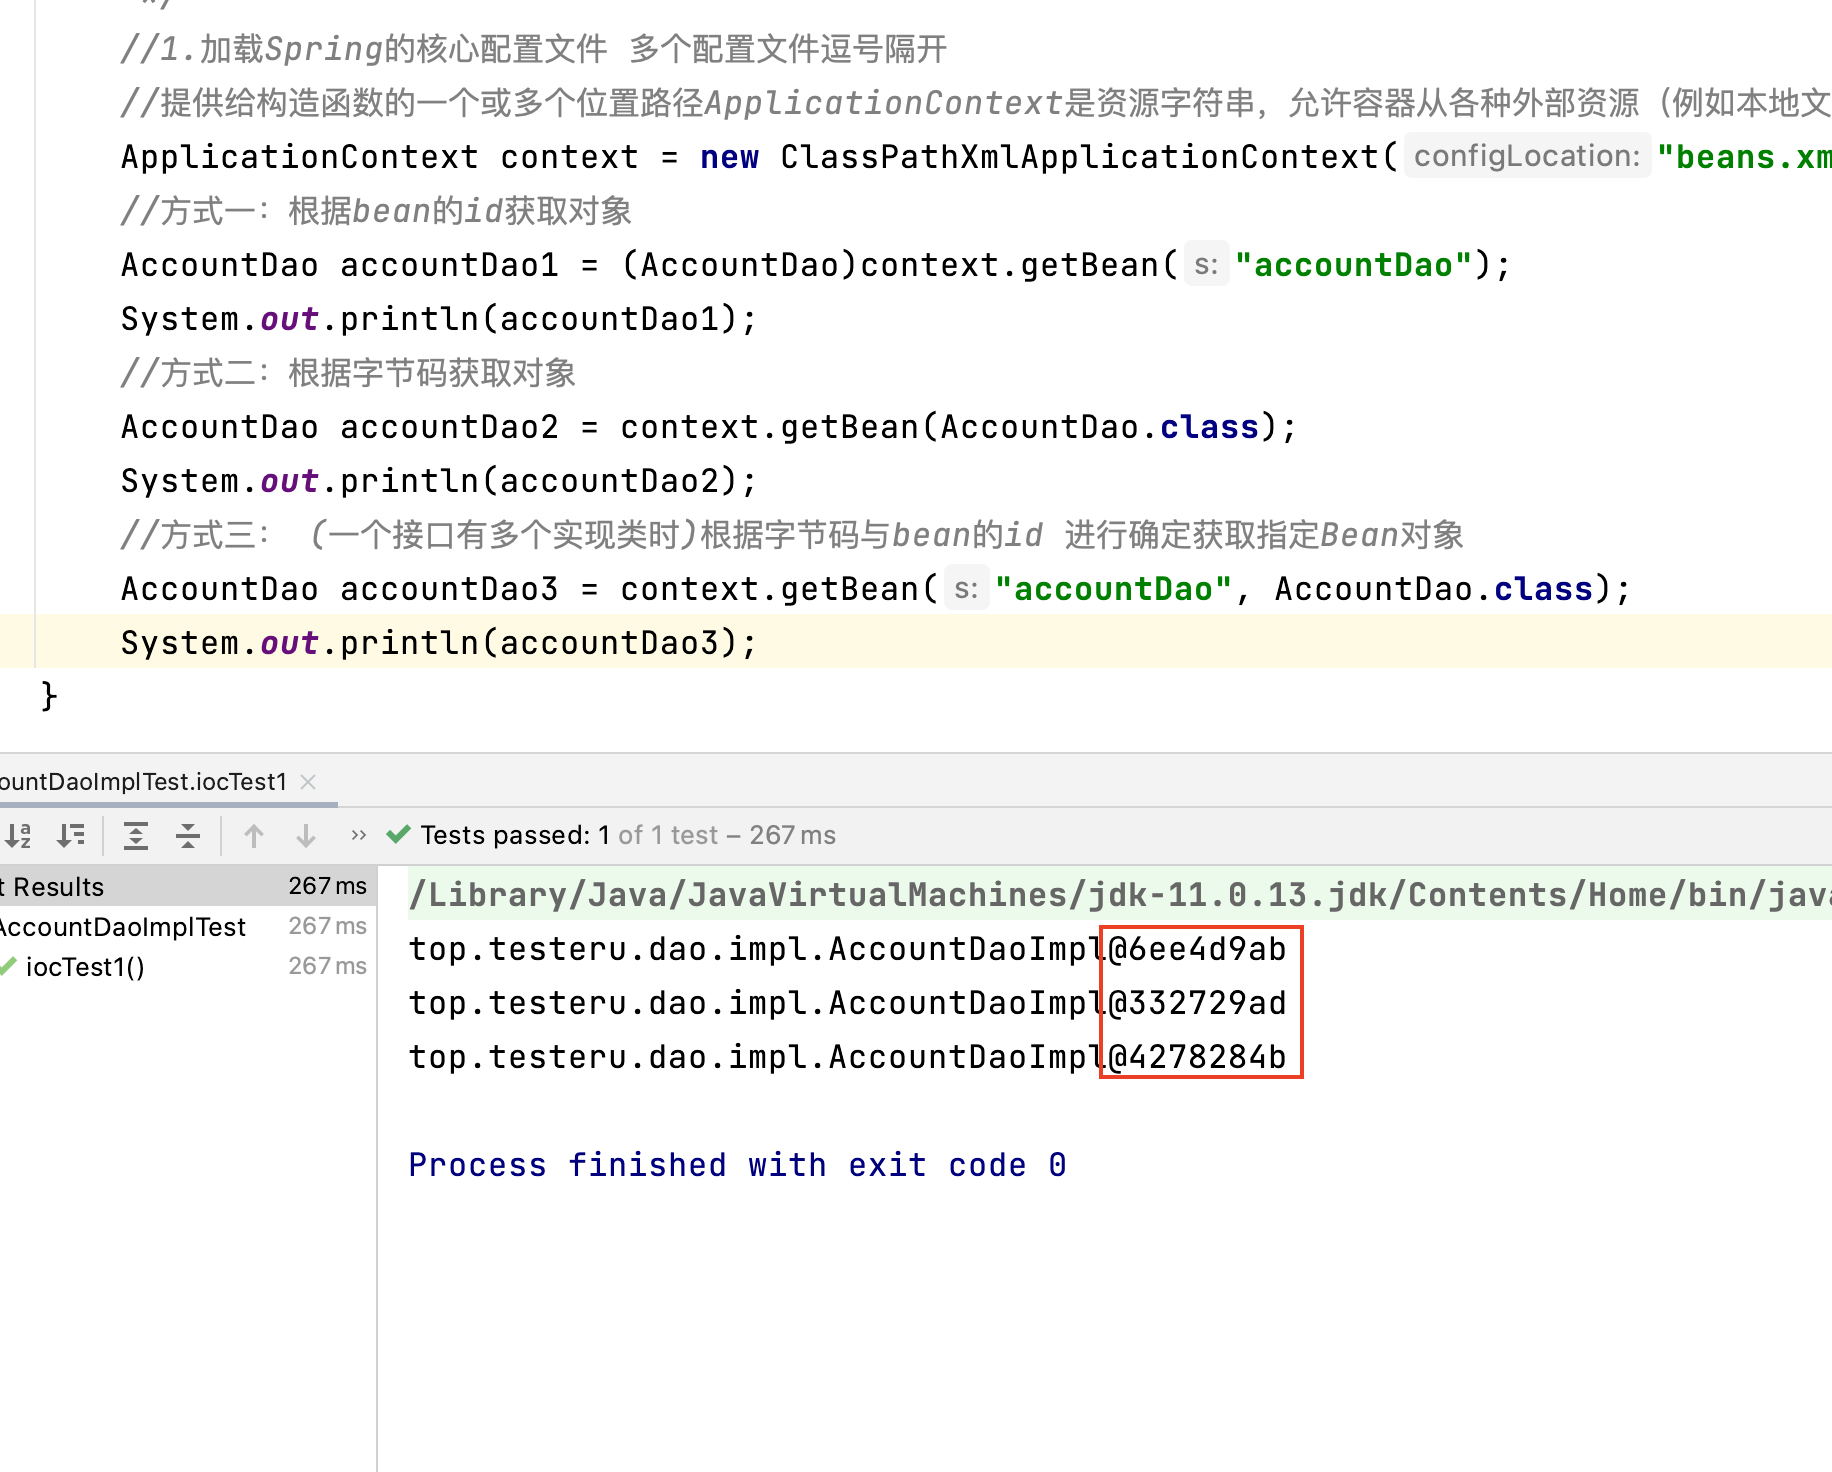 */
//1.加载Spring的核心配置文件 多个配置文件逗号隔开
//提供给构造函数的一个或多个位置路径ApplicationContext是资源字符串，允许容器从各种外部资源（例如本地文
ApplicationContext context = new ClassPathXmlApplicationContext( configLocation: "beans.xm
//方式一：根据bean的id获取对象
AccountDao accountDao1 = (AccountDao)context.getBean( s: "accountDao");
System.out.println(accountDao1);
//方式二：根据字节码获取对象
AccountDao accountDao2 = context.getBean(AccountDao.class);
System.out.println(accountDao2);
//方式三： (一个接口有多个实现类时)根据字节码与bean的id 进行确定获取指定Bean对象
AccountDao accountDao3 = context.getBean( s: "accountDao", AccountDao.class);
System.out.println(accountDao3);
}
ountDaoImplTest.iocTest1 ×
>> Tests passed: 1 of 1 test – 267 ms
t Results 267 ms
AccountDaoImplTest 267 ms
iocTest1() 267 ms
/Library/Java/JavaVirtualMachines/jdk-11.0.13.jdk/Contents/Home/bin/java
top.testeru.dao.impl.AccountDaoImpl@6ee4d9ab
top.testeru.dao.impl.AccountDaoImpl@332729ad
top.testeru.dao.impl.AccountDaoImpl@4278284b
Process finished with exit code 0